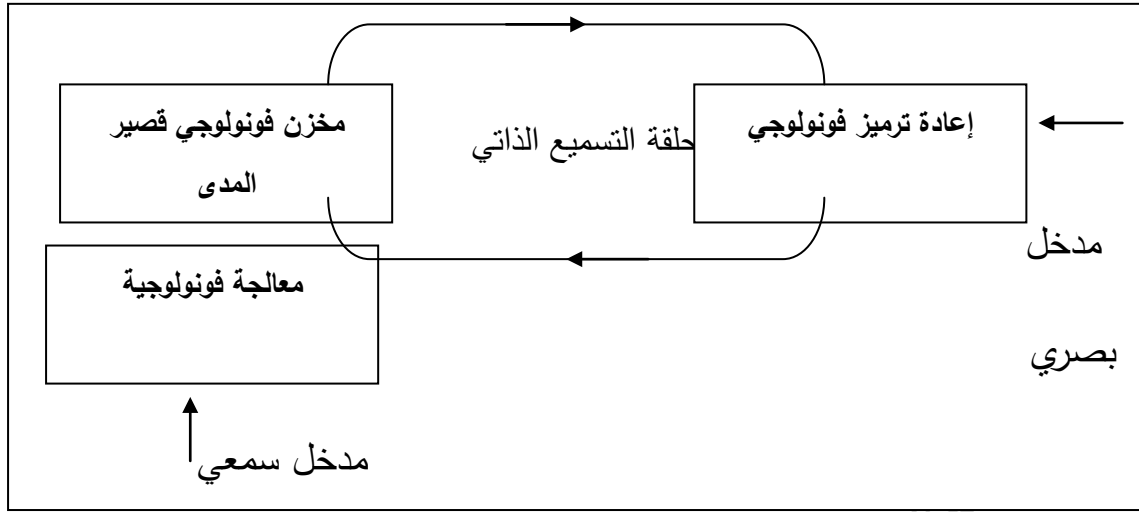 مخزن فونولوجي قصير
المدى
حلقة التسميع الذاتي
إعادة ترميز فونولوجي
مدخل
بصري
معالجة فونولوجية
مدخل سمعي